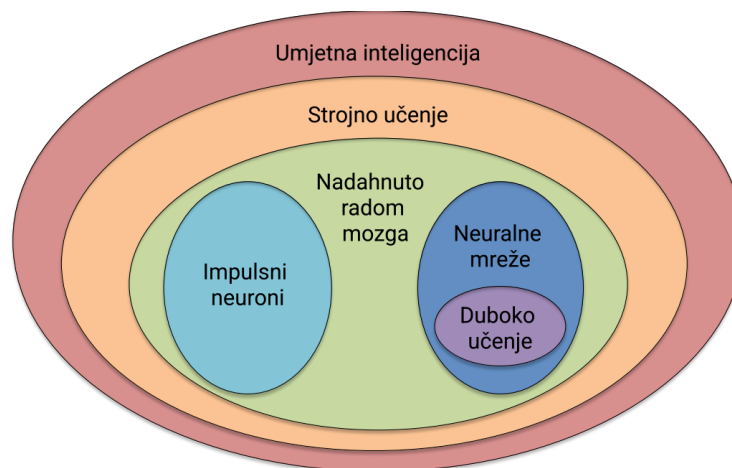 Umjetna inteligencija
Strojno učenje
Nadahnuto
radom
mozga
Impulsni
neuroni
Neuralne
mreže
Duboko
učenje